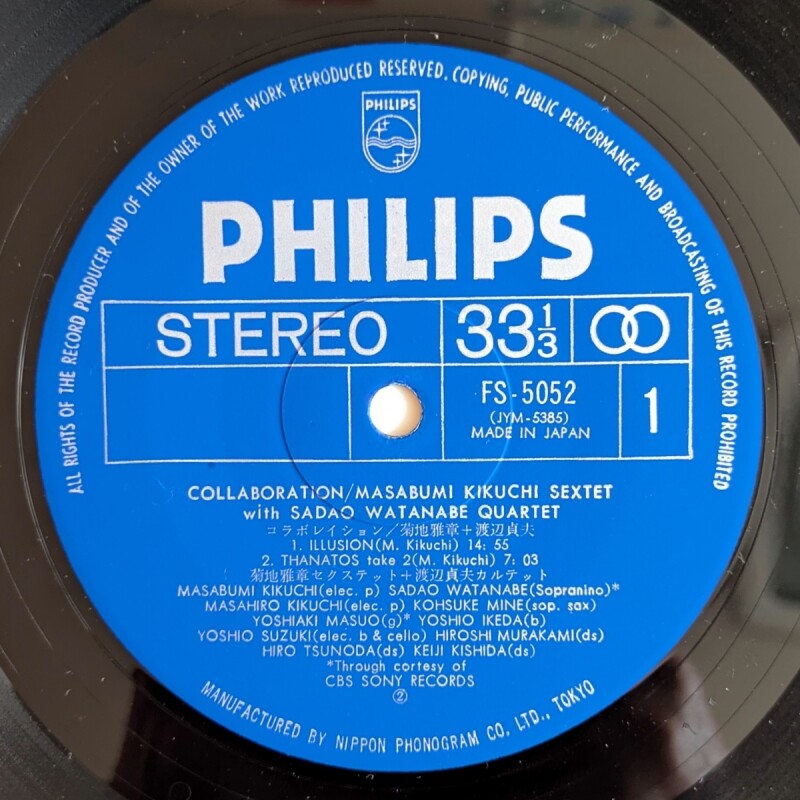 ALL RIGHTS OF THE RECORD PRODUCER AND OF THE OWNER OF THE WORK REPRODUCED RESERVED. COPYING, PUBLIC PERFORMANCE AND BROADCASTING OF THIS RECORD PROHIBITED
PHILIPS
PHILIPS
STEREO 33 1/3
FS-5052 1
(JYM-5385)
MADE IN JAPAN
COLLABORATION/MASABUMI KIKUCHI SEXTET
with SADAO WATANABE QUARTET
コラボレイション/菊地雅章+渡辺貞夫
1. ILLUSION(M. Kikuchi) 14: 55
2. THANATOS take 2(M. Kikuchi) 7: 03
菊地雅章セクステット+渡辺貞夫カルテット
MASABUMI KIKUCHI(elec. p) SADAO WATANABE(Sopranino)*
MASAHIRO KIKUCHI(elec. p) KOHSUKE MINE(sop. sax)
YOSHIAKI MASUO(g)* YOSHIO IKEDA(b)
YOSHIO SUZUKI(elec. b & cello) HIROSHI MURAKAMI(ds)
HIRO TSUNODA(ds) KEIJI KISHIDA(ds)
*Through cortesy of
CBS SONY RECORDS
②
MANUFACTURED BY NIPPON PHONOGRAM CO. LTD., TOKYO